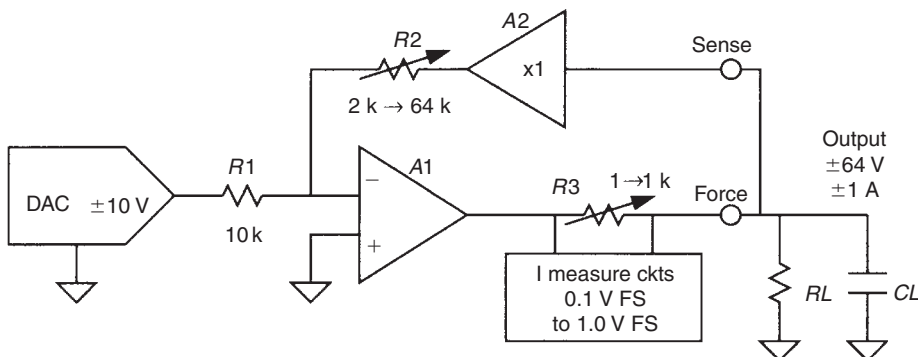 A2
R2
x1
Sense
2 k → 64 k
Output
±64 V
±1 A
R1
A1
R3
1→1 k
Force
DAC ±10 V
−
+
10 k
I measure ckts
0.1 V FS
to 1.0 V FS
RL
CL